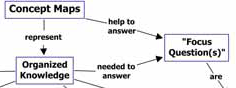 Concept Maps
help to
answer
represent
"Focus
Question(s)"
Organized
Knowledge
needed to
answer
are